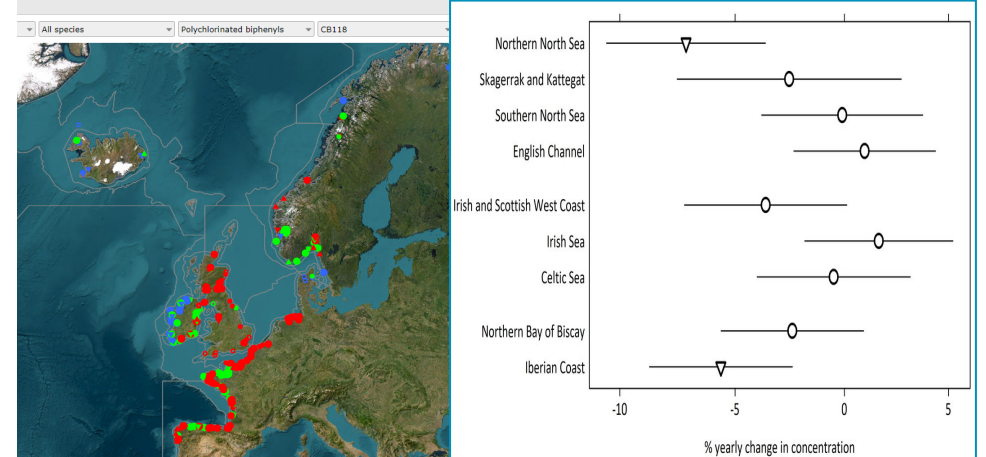 All species
Polychlorinated biphenyls
CB118
Northern North Sea
Skagerrak and Kattegat
Southern North Sea
English Channel
Irish and Scottish West Coast
Irish Sea
Celtic Sea
Northern Bay of Biscay
Iberian Coast
-10 -5 0 5
% yearly change in concentration